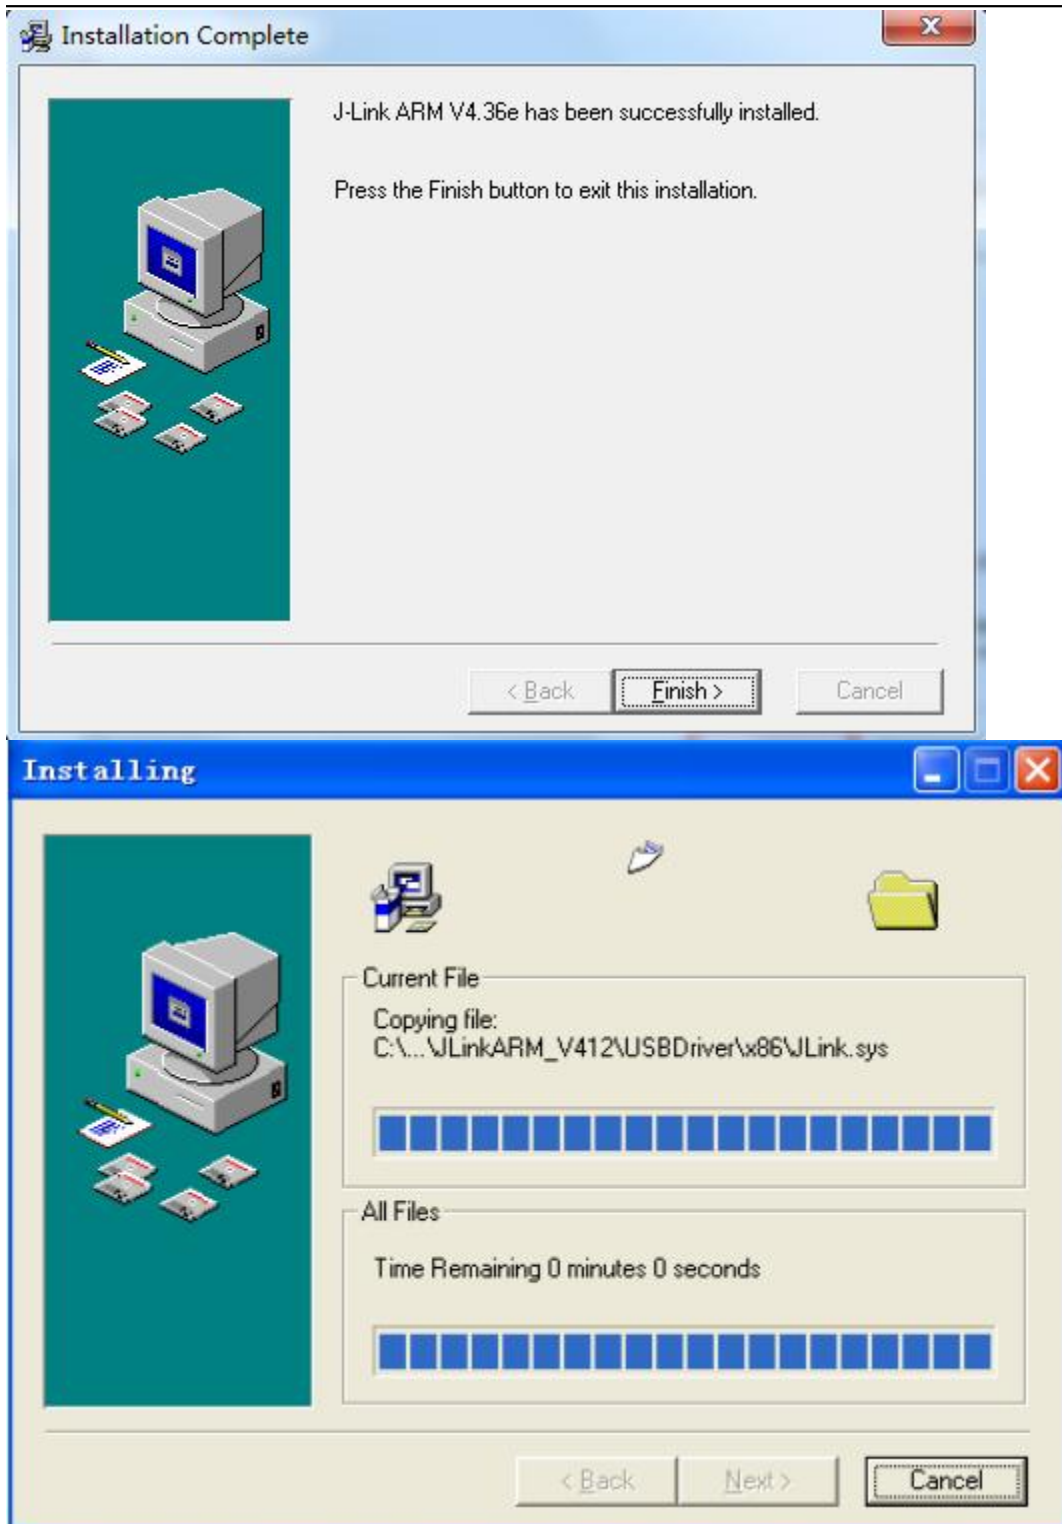 Installation Complete
J-Link ARM V4.36e has been successfully installed.
Press the Finish button to exit this installation.
< Back Finish > Cancel
Installing
Current File
Copying file:
C:\...\JLinkARM_V412\USBDriver\x86\JLink.sys
All Files
Time Remaining 0 minutes 0 seconds
< Back Next > Cancel